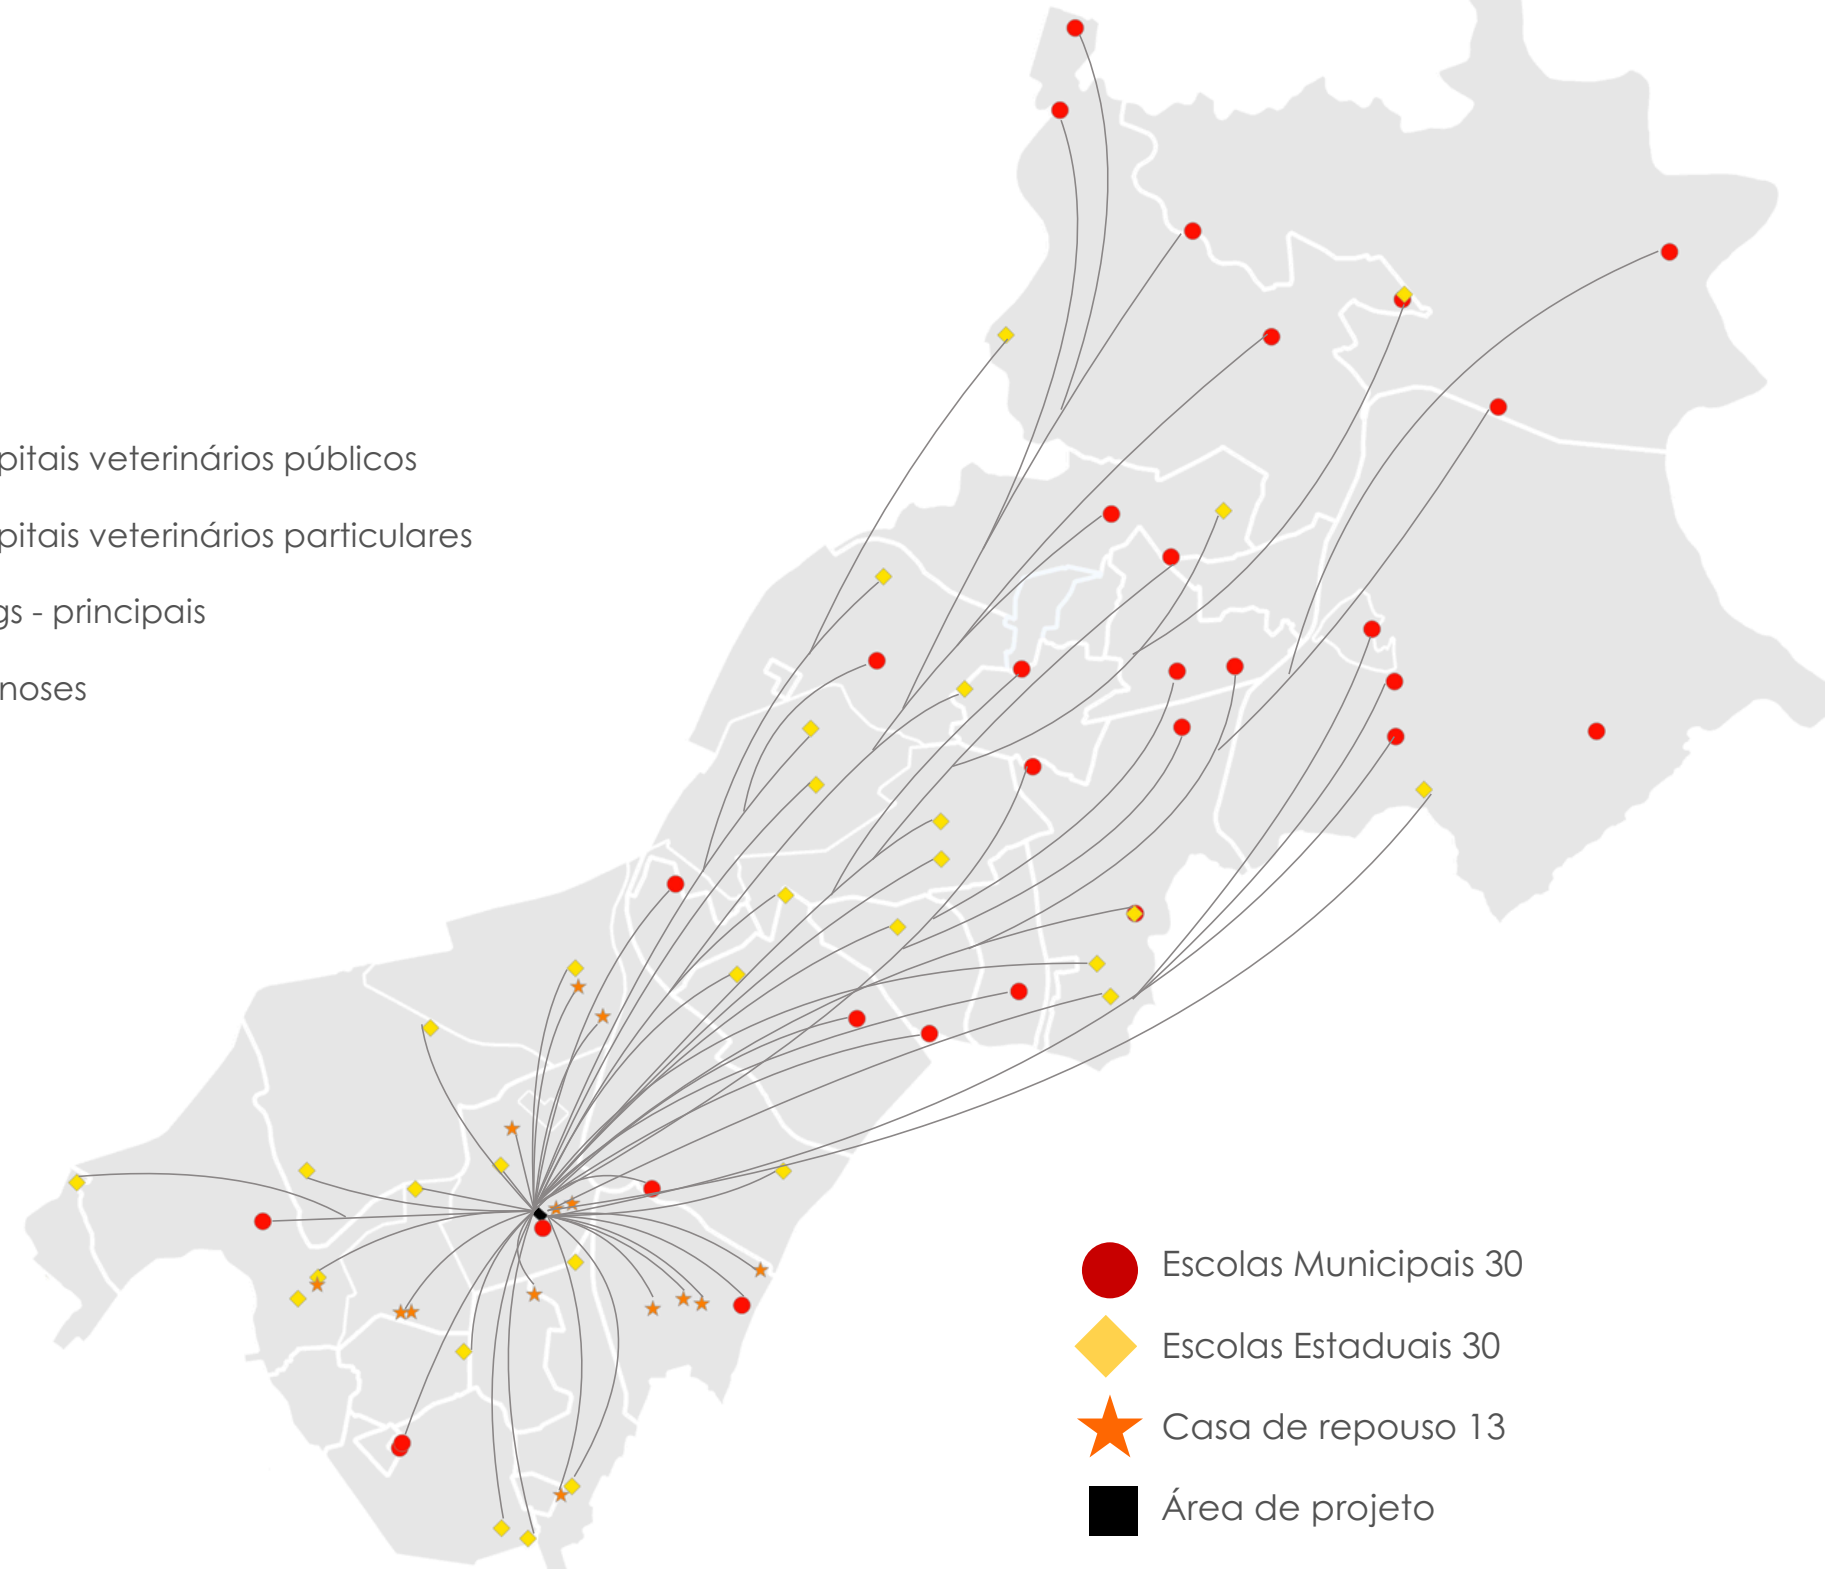 pitais veterinários públicos
pitais veterinários particulares
gs - principais
noses
Escolas Municipais 30
Escolas Estaduais 30
Casa de repouso 13
Área de projeto